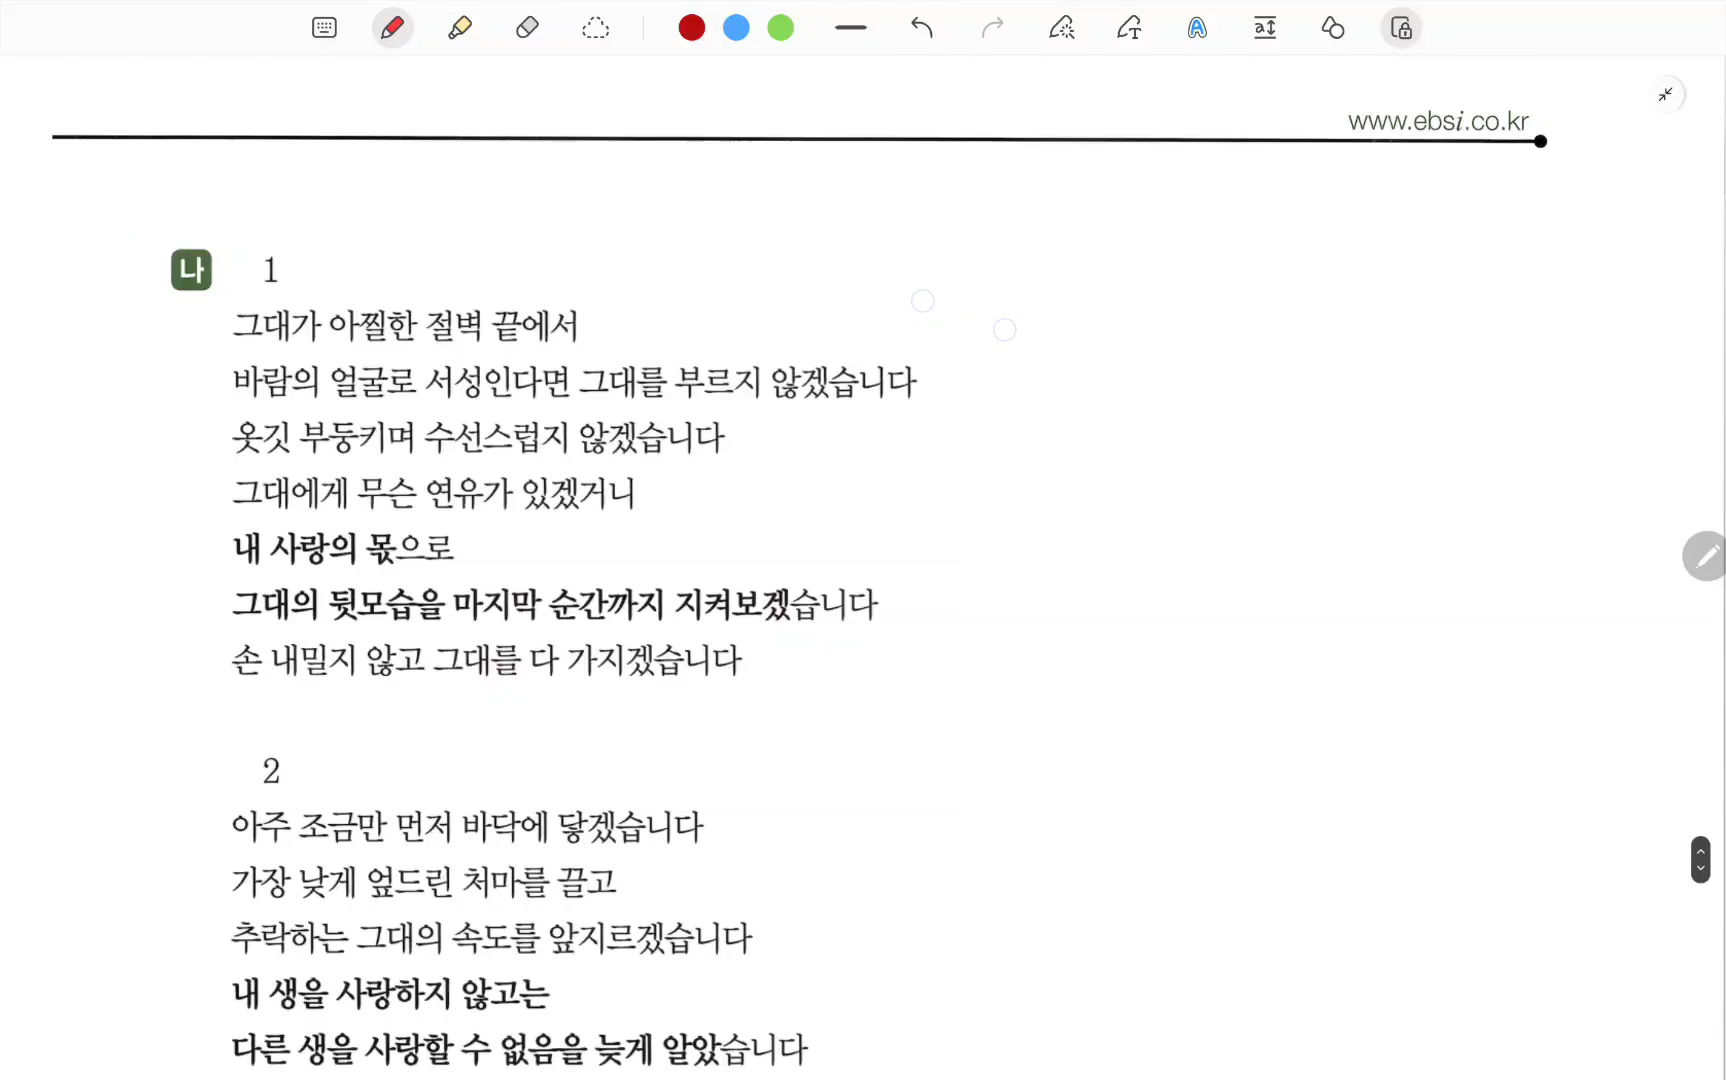 www.ebsi.co.kr
나 1
그대가 아찔한 절벽 끝에서
바람의 얼굴로 서성인다면 그대를 부르지 않겠습니다
옷깃 부둥키며 수선스럽지 않겠습니다
그대에게 무슨 연유가 있겠거니
내 사랑의 몫으로
그대의 뒷모습을 마지막 순간까지 지켜보겠습니다
손 내밀지 않고 그대를 다 가지겠습니다
2
아주 조금만 먼저 바닥에 닿겠습니다
가장 낮게 엎드린 처마를 끌고
추락하는 그대의 속도를 앞지르겠습니다
내 생을 사랑하지 않고는
다른 생을 사랑할 수 없음을 늦게 알았습니다